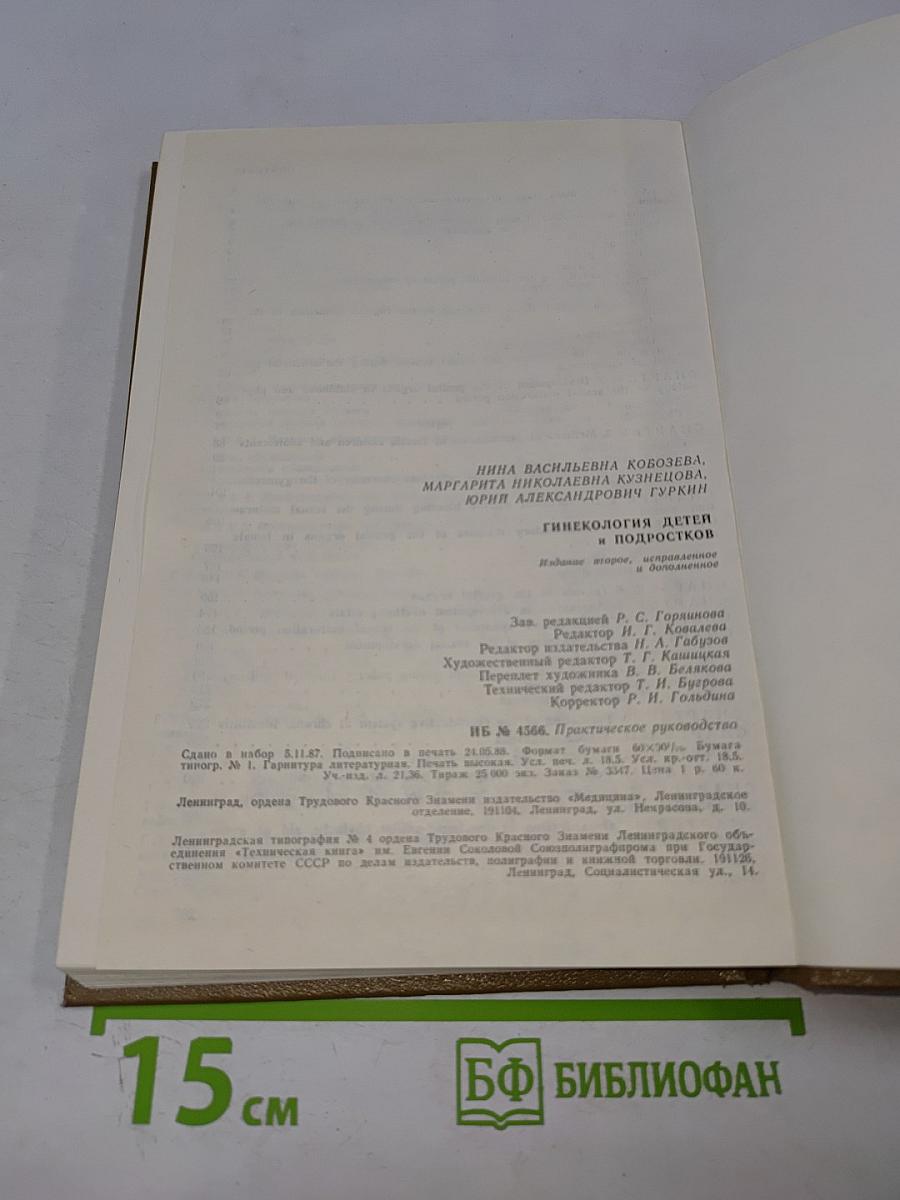 НИНА ВАСИЛЬЕВНА КОБОЗЕВА,
МАРГАРИТА НИКОЛАЕВНА КУЗНЕЦОВА,
ЮРИЙ АЛЕКСАНДРОВИЧ ГУРКИН
ГИНЕКОЛОГИЯ ДЕТЕЙ
и ПОДРОСТКОВ
Издание второе, исправленное
и дополненное
Зав. редакцией Р. С. Горяинова
Редактор И. Г. Ковалева
Редактор издательства Н. А. Габузов
Художественный редактор Т. Г. Кашицкая
Переплет художника В. В. Белякова
Технический редактор Т. И. Бугрова
Корректор Р. И. Гольдина
ИБ № 4566. Практическое руководство
Сдано в набор 5.11.87. Подписано в печать 24.05.88. Формат бумаги 60×90¹/₁₆. Бумага
типогр. № 1. Гарнитура литературная. Печать высокая. Усл. печ. л. 18,5. Усл. кр.-отт. 18,5.
Уч.-изд. л. 21,36. Тираж 25 000 экз. Заказ № 3547. Цена 1 р. 60 к.
Ленинград, ордена Трудового Красного Знамени издательство «Медицина», Ленинградское
отделение, 191104, Ленинград, ул. Некрасова, д. 10.
Ленинградская типография № 4 ордена Трудового Красного Знамени Ленинградского объ-
единения «Техническая книга» им. Евгении Соколовой Союзполиграфпрома при Государ-
ственном комитете СССР по делам издательств, полиграфии и книжной торговли. 191126,
Ленинград, Социалистическая ул., 14.
15 см
БФ БИБЛИОФАН